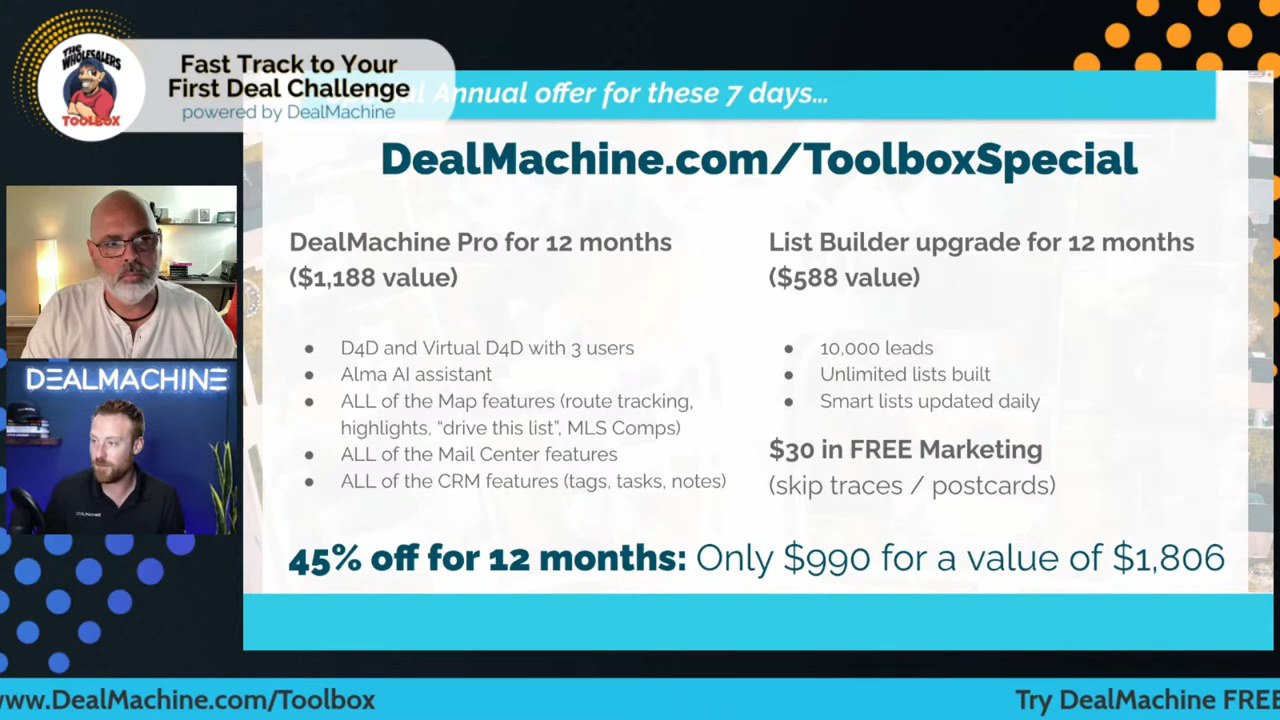 THE WHOLESALERS
TOOLBOX
Fast Track to Your
First Deal Challenge
powered by DealMachine
Annual offer for these 7 days...
DealMachine.com/ToolboxSpecial
DealMachine Pro for 12 months
($1,188 value)
● D4D and Virtual D4D with 3 users
● Alma AI assistant
● ALL of the Map features (route tracking,
highlights, “drive this list”, MLS Comps)
● ALL of the Mail Center features
● ALL of the CRM features (tags, tasks, notes)
List Builder upgrade for 12 months
($588 value)
● 10,000 leads
● Unlimited lists built
● Smart lists updated daily
$30 in FREE Marketing
(skip traces / postcards)
45% off for 12 months: Only $990 for a value of $1,806
DEALMACHINE
DEALMACHINE
www.DealMachine.com/Toolbox
Try DealMachine FREE